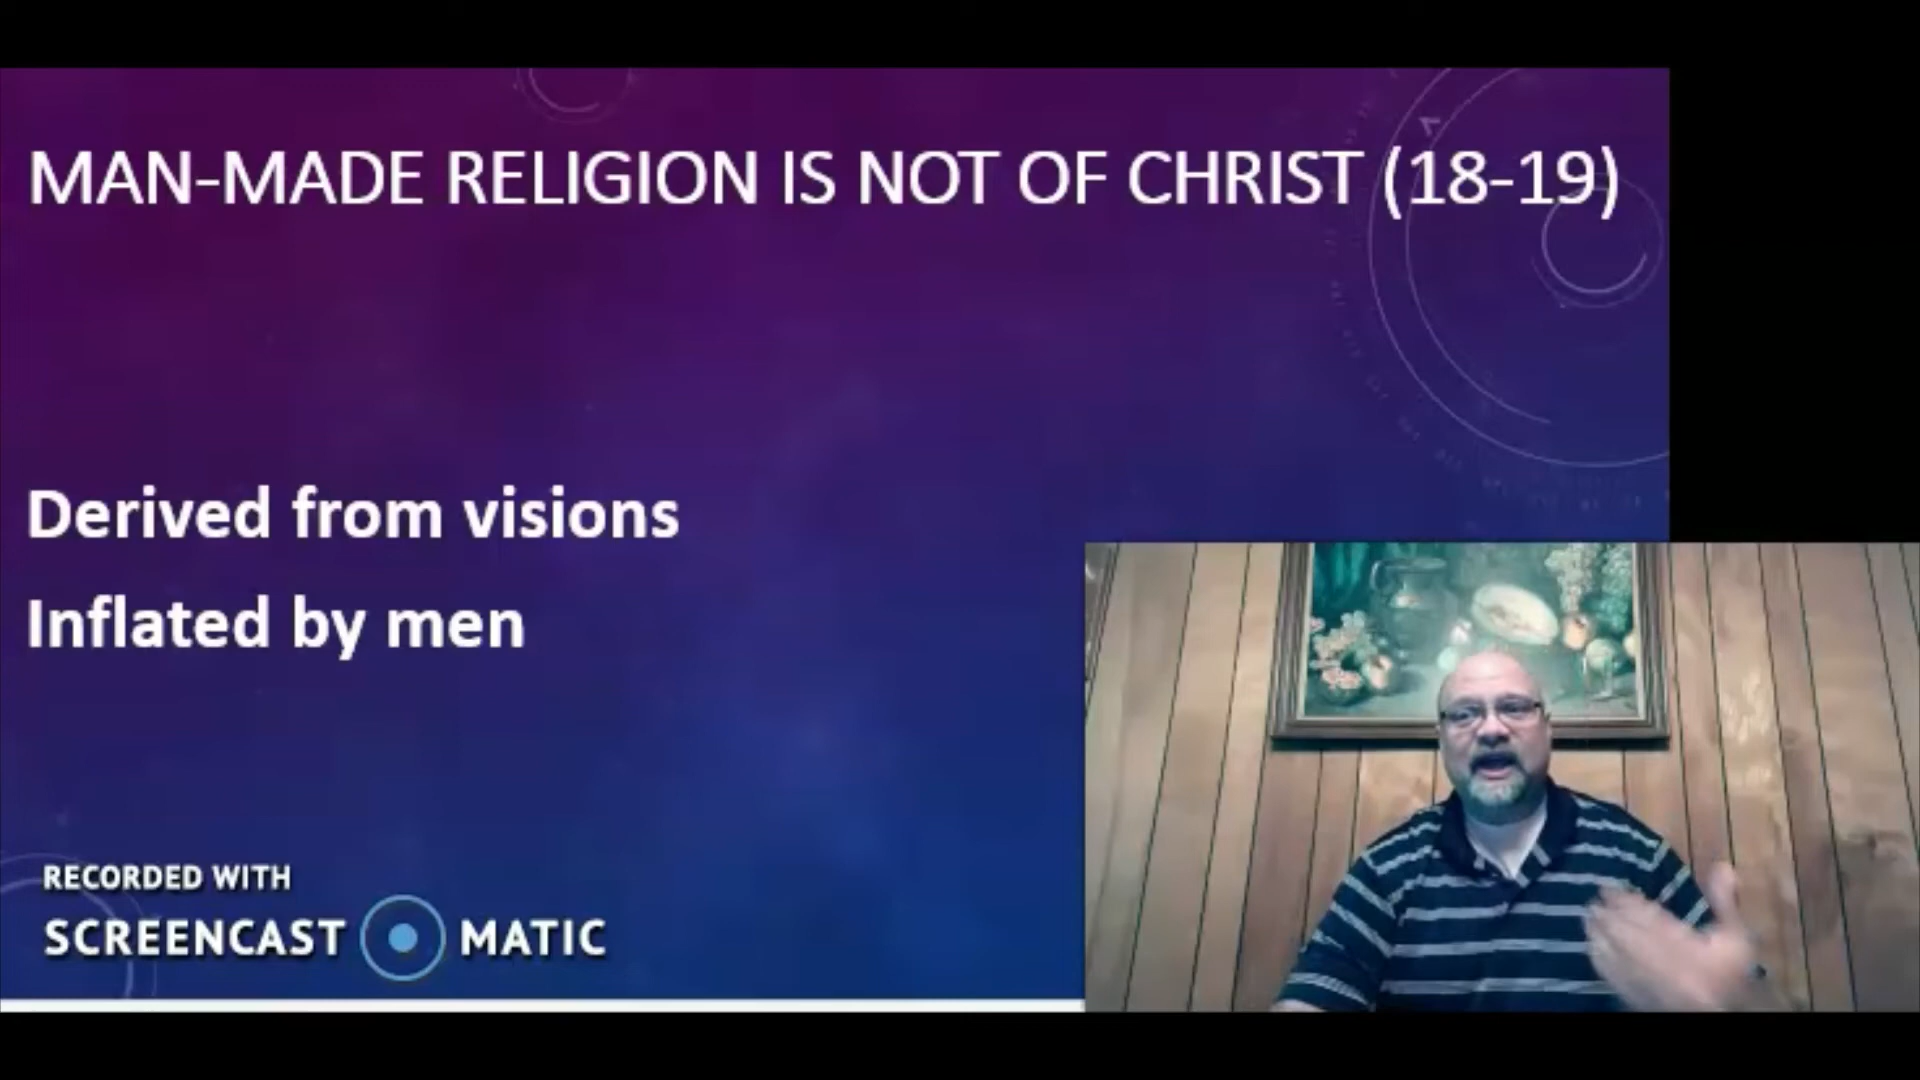 MAN-MADE RELIGION IS NOT OF CHRIST (18-19)
Derived from visions
Inflated by men
RECORDED WITH
SCREENCAST MATIC